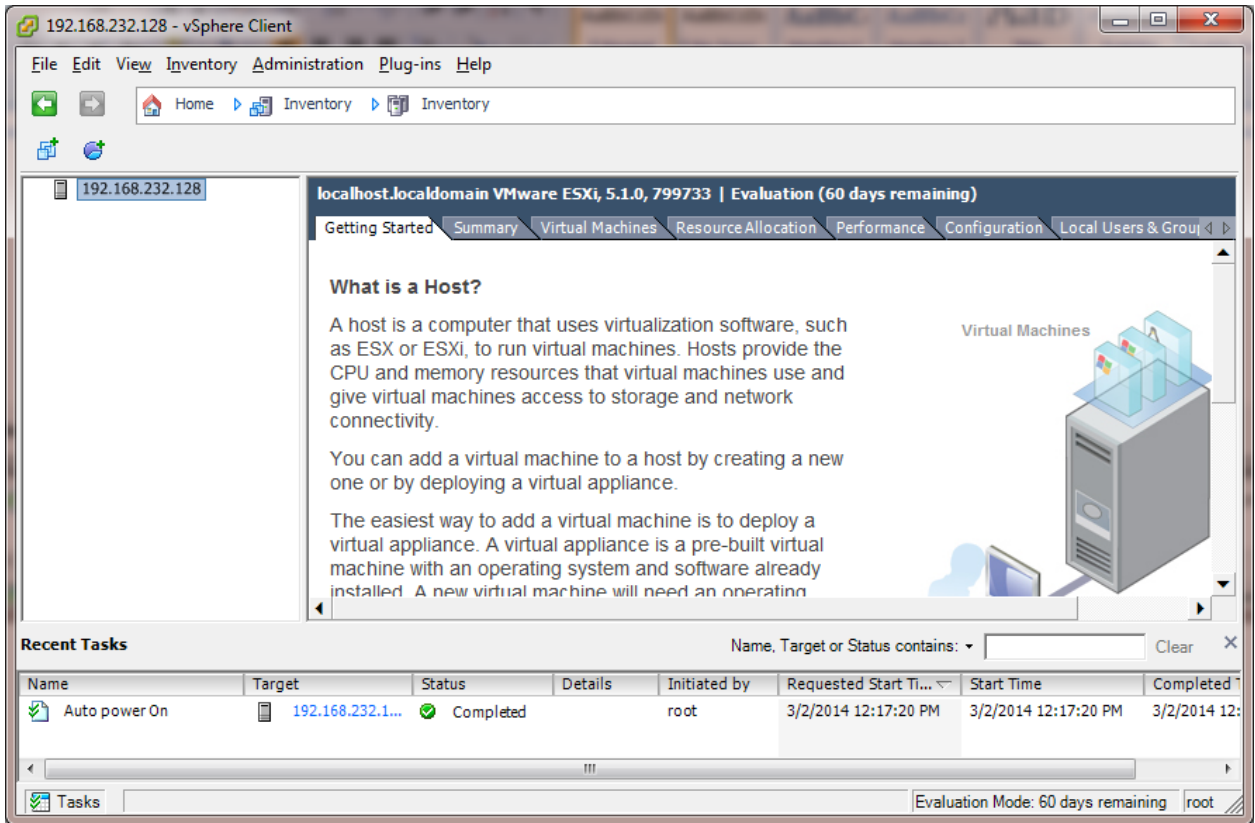 192.168.232.128 - vSphere Client
File Edit View Inventory Administration Plug-ins Help
Home Inventory Inventory
192.168.232.128
localhost.localdomain VMware ESXi, 5.1.0, 799733 | Evaluation (60 days remaining)
Getting Started Summary Virtual Machines Resource Allocation Performance Configuration Local Users & Grou
What is a Host?
A host is a computer that uses virtualization software, such
as ESX or ESXi, to run virtual machines. Hosts provide the
CPU and memory resources that virtual machines use and
give virtual machines access to storage and network
connectivity.
You can add a virtual machine to a host by creating a new
one or by deploying a virtual appliance.
The easiest way to add a virtual machine is to deploy a
virtual appliance. A virtual appliance is a pre-built virtual
machine with an operating system and software already
installed. A new virtual machine will need an operating
Virtual Machines
Recent Tasks
Name, Target or Status contains:
Clear
Name Target Status Details Initiated by Requested Start Ti... Start Time Completed T
Auto power On 192.168.232.1... Completed root 3/2/2014 12:17:20 PM 3/2/2014 12:17:20 PM 3/2/2014 12:
Tasks
Evaluation Mode: 60 days remaining root